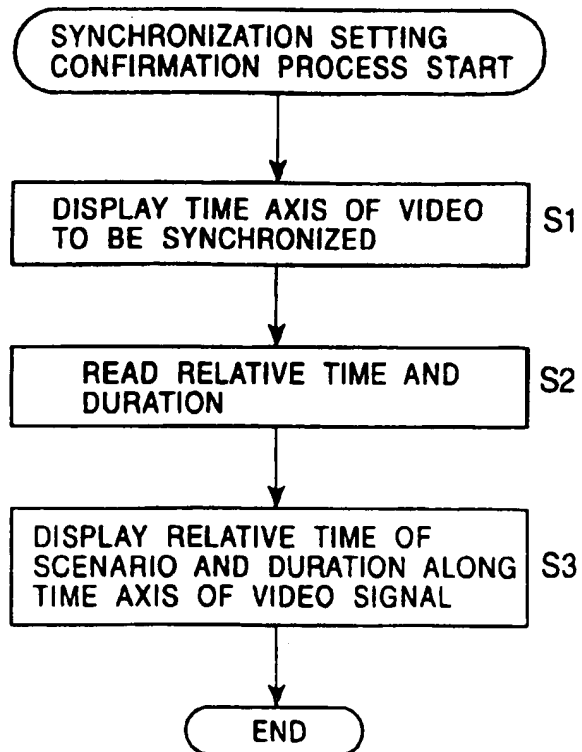 SYNCHRONIZATION SETTING
CONFIRMATION PROCESS START
DISPLAY TIME AXIS OF VIDEO
TO BE SYNCHRONIZED
S1
READ RELATIVE TIME AND
DURATION
S2
DISPLAY RELATIVE TIME OF
SCENARIO AND DURATION ALONG
TIME AXIS OF VIDEO SIGNAL
S3
END